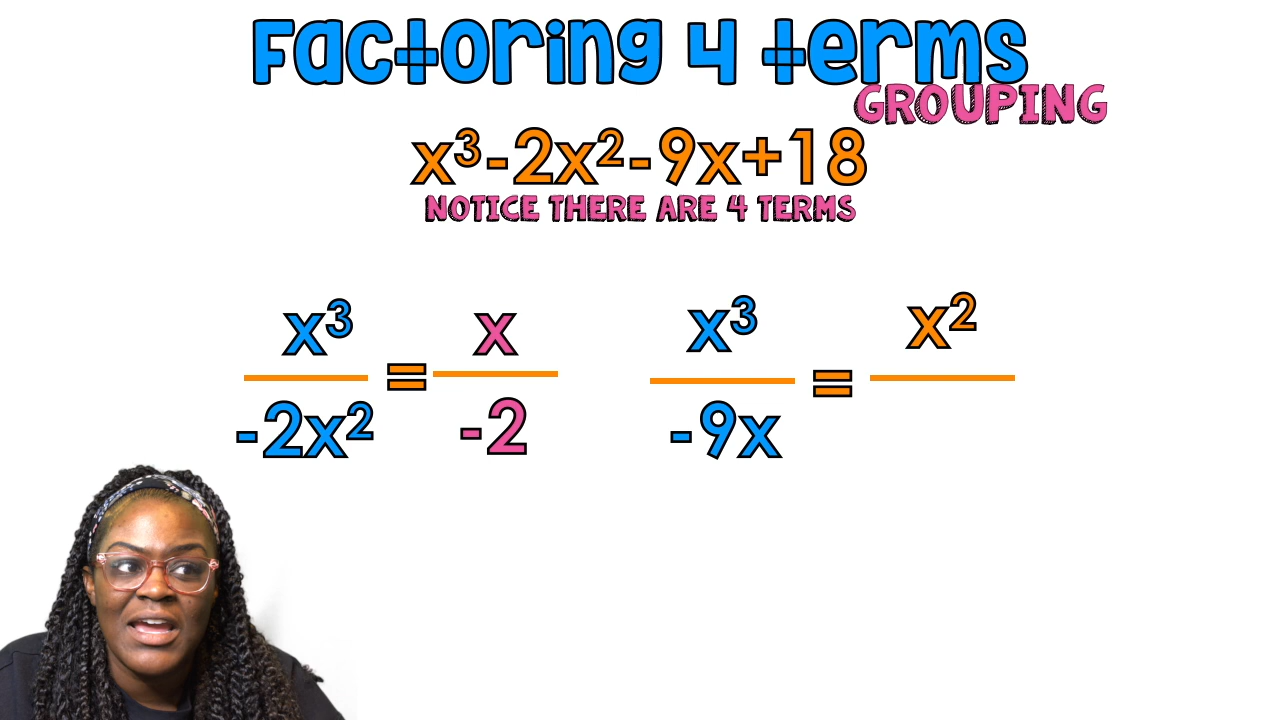 Factoring 4 terms
GROUPING
x³-2x²-9x+18
NOTICE THERE ARE 4 TERMS
x³
-2x²
=
x
-2
x³
-9x
=
x²